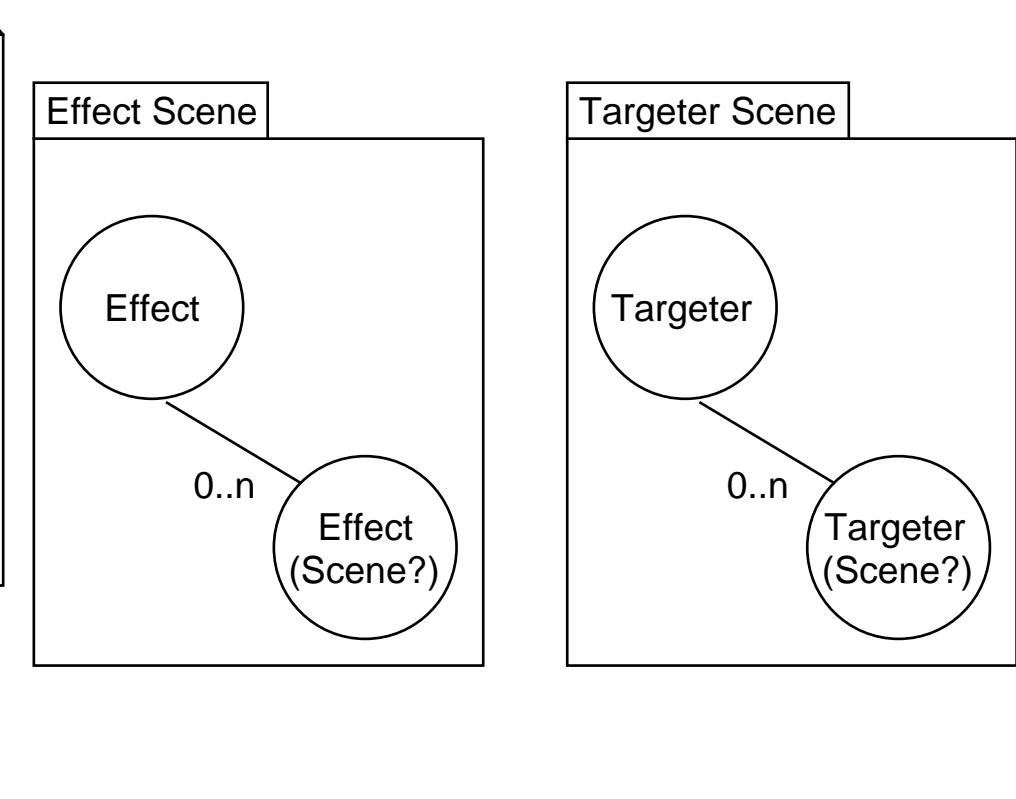 Effect Scene
Effect
0..n
Effect
(Scene?)
Targeter Scene
Targeter
0..n
Targeter
(Scene?)